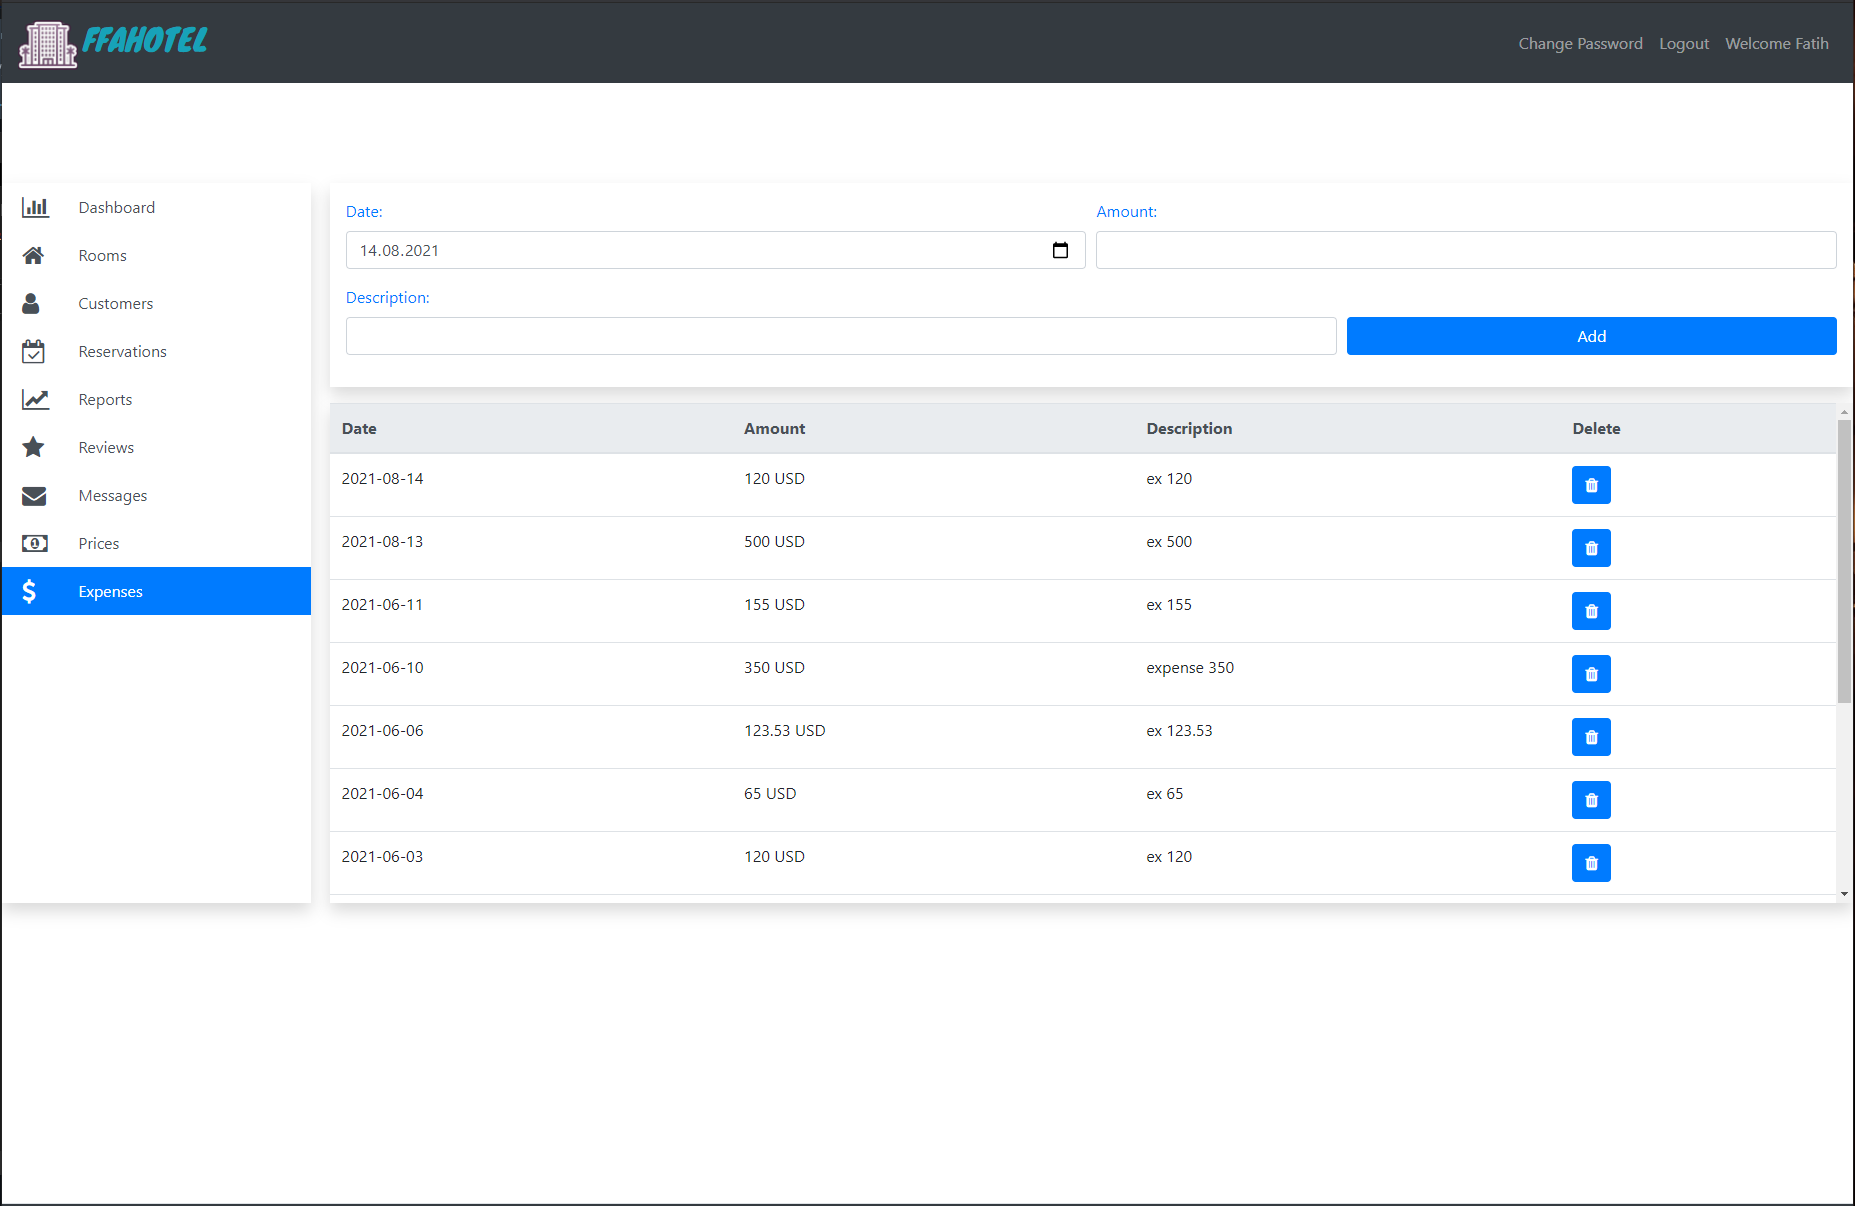 FFAHOTEL
Change Password Logout Welcome Fatih
Dashboard
Rooms
Customers
Reservations
Reports
Reviews
Messages
Prices
Expenses
Date: Amount:
14.08.2021
Description:
Add
Date Amount Description Delete
2021-08-14 120 USD ex 120
2021-08-13 500 USD ex 500
2021-06-11 155 USD ex 155
2021-06-10 350 USD expense 350
2021-06-06 123.53 USD ex 123.53
2021-06-04 65 USD ex 65
2021-06-03 120 USD ex 120